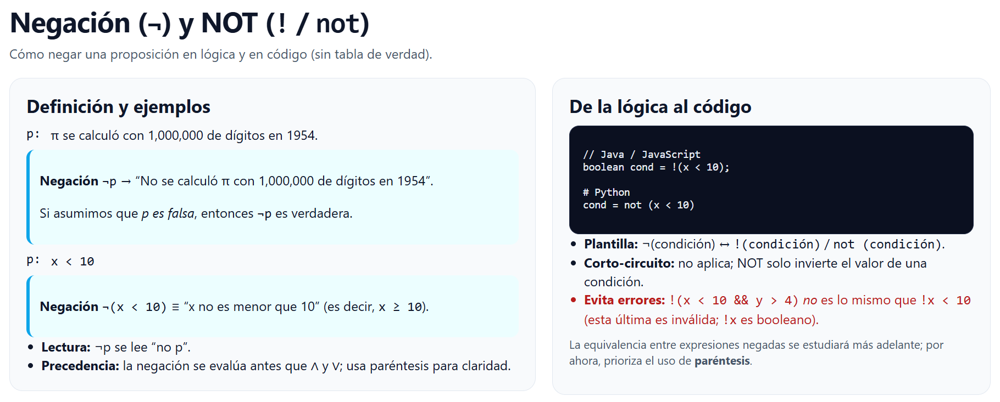 Negación (¬) y NOT (! / not)
Cómo negar una proposición en lógica y en código (sin tabla de verdad).
Definición y ejemplos
p: π se calculó con 1,000,000 de dígitos en 1954.
Negación ¬p → “No se calculó π con 1,000,000 de dígitos en 1954”.
Si asumimos que p es falsa, entonces ¬p es verdadera.
p: x < 10
Negación ¬(x < 10) ≡ “x no es menor que 10” (es decir, x ≥ 10).
• Lectura: ¬p se lee “no p”.
• Precedencia: la negación se evalúa antes que ∧ y ∨; usa paréntesis para claridad.
De la lógica al código
// Java / JavaScript
boolean cond = !(x < 10);
# Python
cond = not (x < 10)
• Plantilla: ¬(condición) ↔ !(condición) / not (condición).
• Corto-circuito: no aplica; NOT solo invierte el valor de una
condición.
• Evita errores: !(x < 10 && y > 4) no es lo mismo que !x < 10
(esta última es inválida; !x es booleano).
La equivalencia entre expresiones negadas se estudiará más adelante; por
ahora, prioriza el uso de paréntesis.